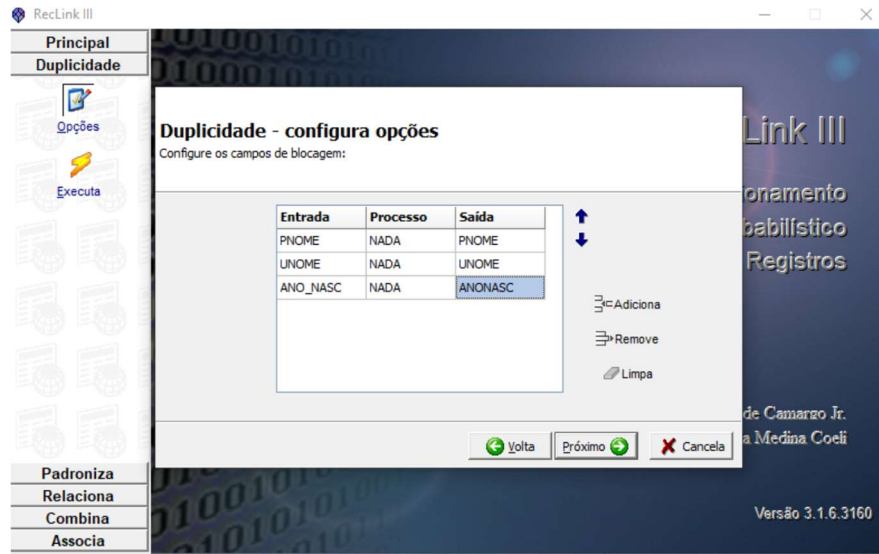 RecLink III
Principal
Duplicidade
Opções
Executa
Padroniza
Relaciona
Combina
Associa
Duplicidade - configura opções
Configure os campos de blocagem:
Entrada Processo Saída
PNOME NADA PNOME
UNOME NADA UNOME
ANO_NASC NADA ANONASC
Adiciona
Remove
Limpa
Volta Próximo Cancela
Link III
onamento
babilístico
Registros
de Camargo Jr.
a Medina Coeli
Versão 3.1.6.3160